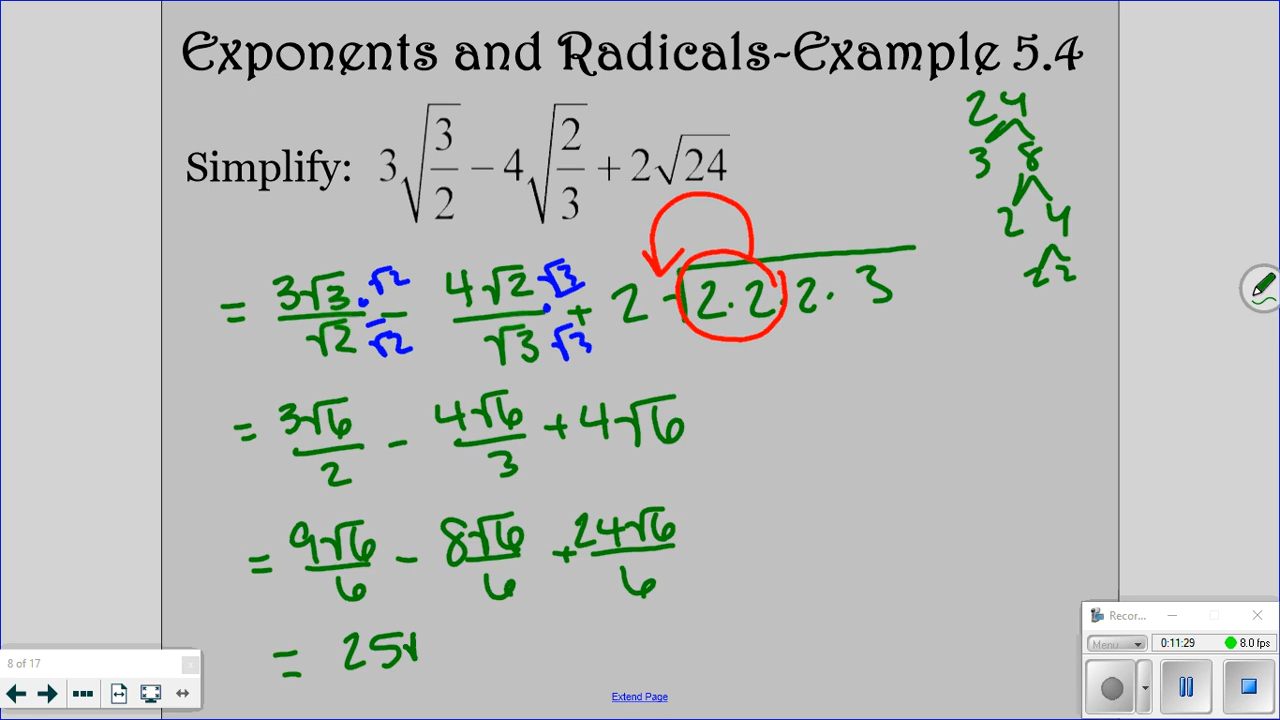 Exponents and Radicals-Example 5.4
Simplify: 3√(3/2) − 4√(2/3) + 2√24
24
3 8
2 4
2 2
= 3√3/√2 · √2/√2 − 4√2/√3 · √3/√3 + 2√(2·2·2·3)
= 3√6/2 − 4√6/3 + 4√6
= 9√6/6 − 8√6/6 + 24√6/6
= 25√
8 of 17
Extend Page
Recor...
Menu
0:11:29
8.0 fps